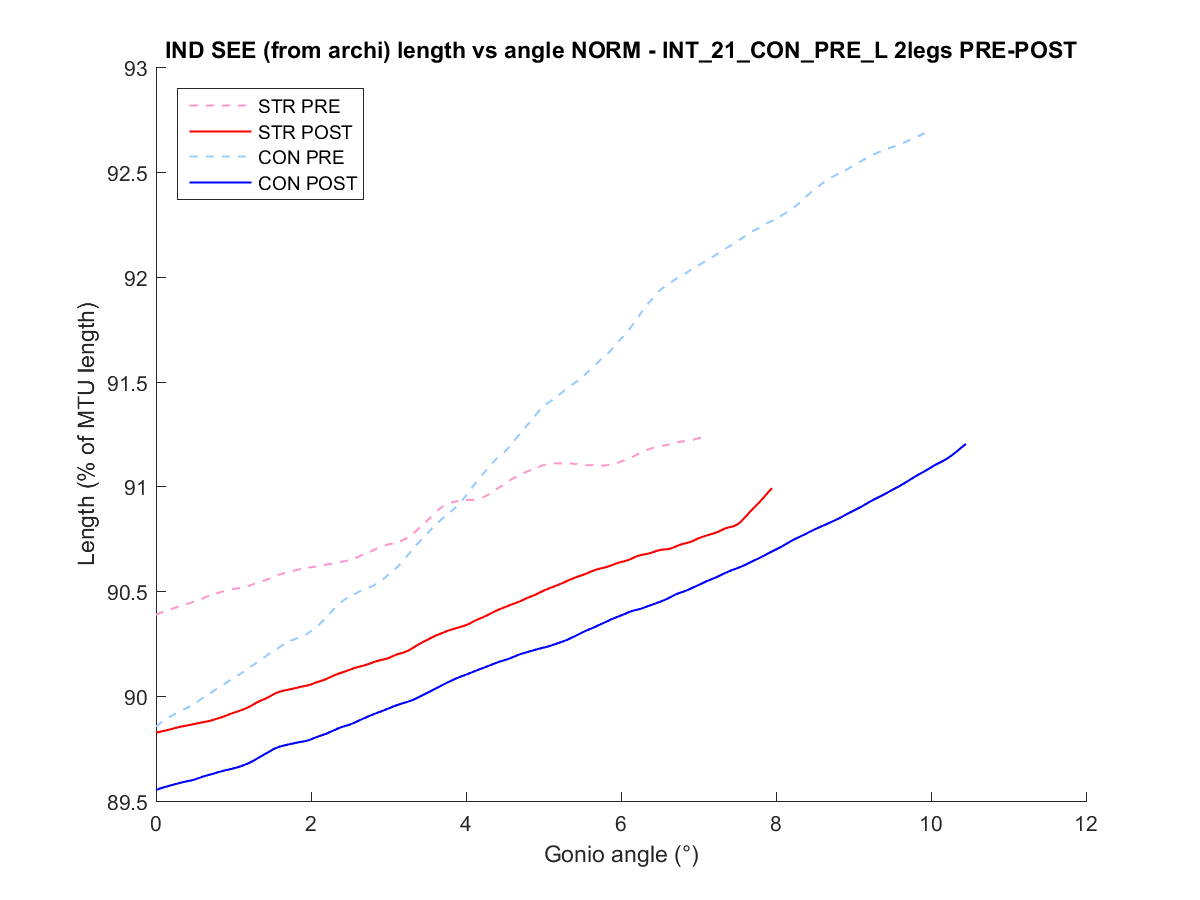 IND SEE (from archi) length vs angle NORM - INT_21_CON_PRE_L 2legs PRE-POST
93
92.5
92
91.5
91
90.5
90
89.5
Length (% of MTU length)
STR PRE
STR POST
CON PRE
CON POST
0 2 4 6 8 10 12
Gonio angle (°)